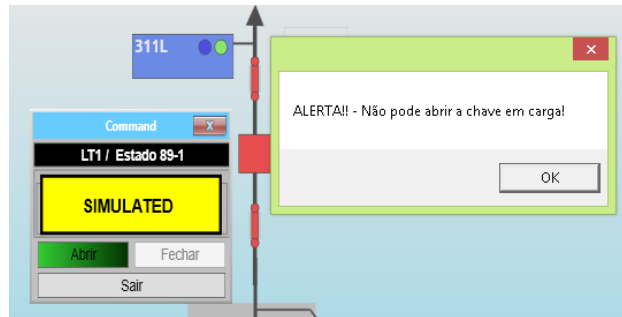 311L
X
ALERTA!! - Não pode abrir a chave em carga!
OK
Command
X
LT1 / Estado 89-1
SIMULATED
Abrir
Fechar
Sair